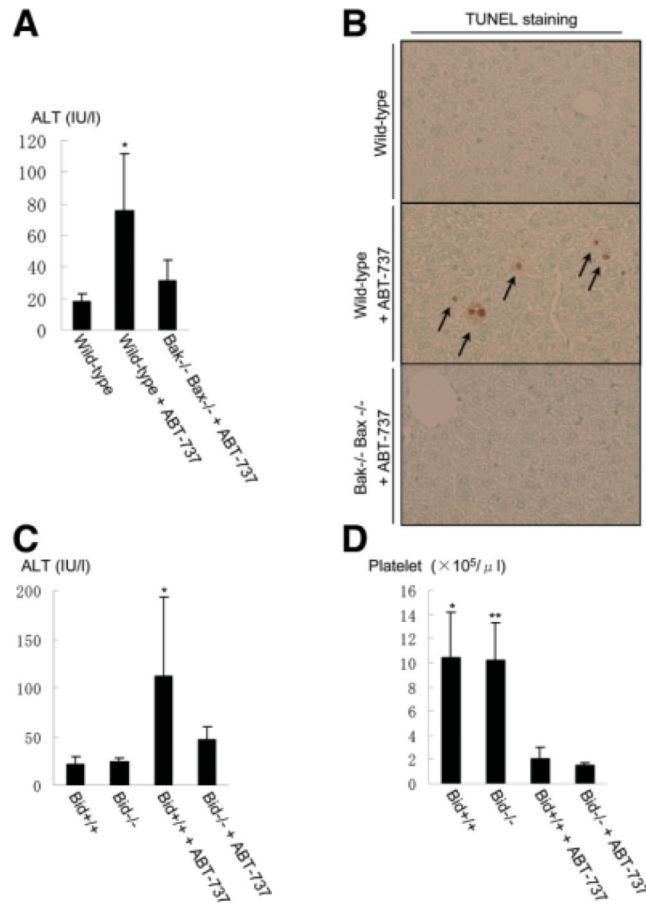 A
ALT (IU/l)
120
100
80
60
40
20
0
*
Wild-type
Wild-type + ABT-737
Bak-/- Bax-/- + ABT-737
B
TUNEL staining
Wild-type
Wild-type
+ ABT-737
Bak-/- Bax -/-
+ ABT-737
C
ALT (IU/l)
200
150
100
50
0
*
Bid+/+
Bid-/-
Bid+/+ + ABT-737
Bid-/- + ABT-737
D
Platelet (×10⁵/μl)
16
14
12
10
8
6
4
2
0
*
**
Bid+/+
Bid-/-
Bid+/+ + ABT-737
Bid-/- + ABT-737